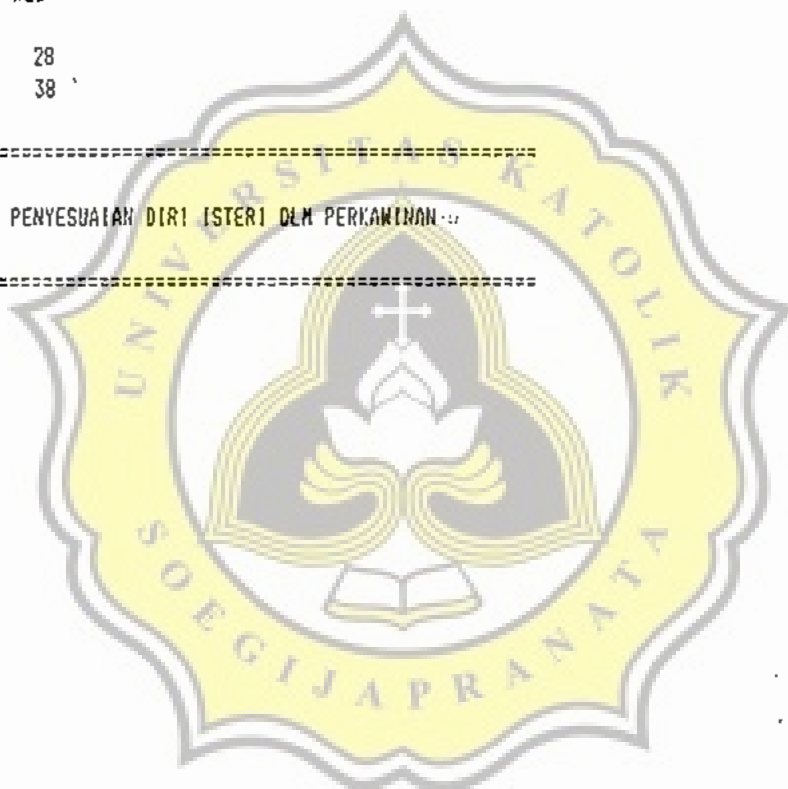 28
38
PENYESUAIAN DIRI ISTERI DLM PERKAWINAN
UNIVERSITAS KATOLIK
SOEGIJAPRANATA